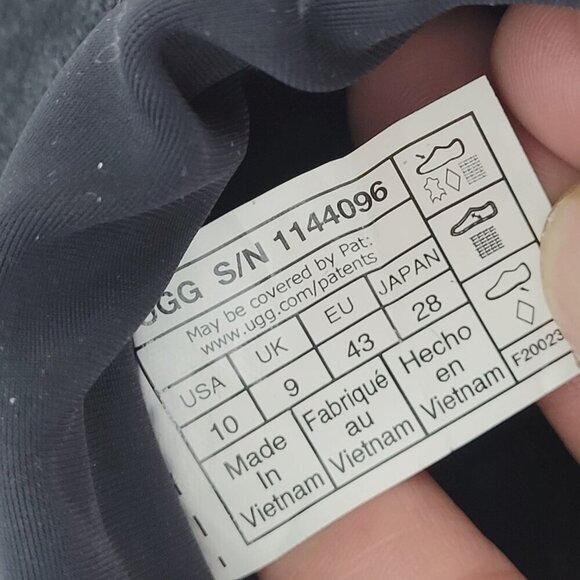 UGG S/N 1144096
May be covered by Pat:
www.ugg.com/patents
USA UK EU JAPAN
10 9 43 28
Made In Vietnam
Fabriqué au Vietnam
Hecho en Vietnam
F20023